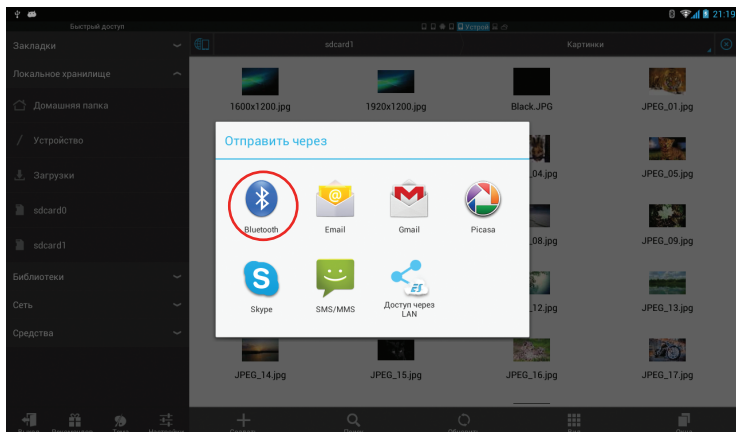 21:19
Быстрый доступ
Устрой
Закладки
sdcard1
Картинки
Локальное хранилище
Домашняя папка
Устройство
Загрузки
sdcard0
sdcard1
Библиотеки
Сеть
Средства
1600x1200.jpg
1920x1200.jpg
Black.JPG
JPEG_01.jpg
Отправить через
_04.jpg
JPEG_05.jpg
Bluetooth
Email
Gmail
Picasa
_08.jpg
JPEG_09.jpg
Skype
SMS/MMS
Доступ через
LAN
_12.jpg
JPEG_13.jpg
JPEG_14.jpg
JPEG_15.jpg
JPEG_16.jpg
JPEG_17.jpg